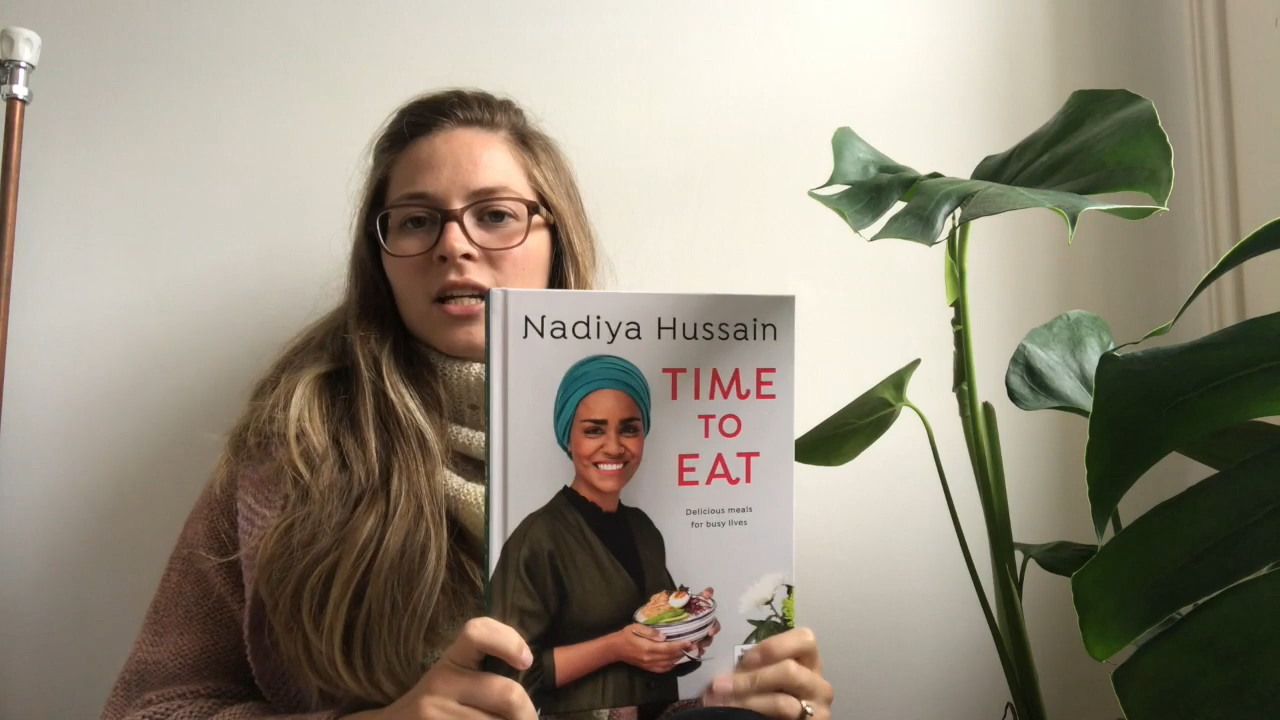 Nadiya Hussain
TIME
TO
EAT
Delicious meals
for busy lives